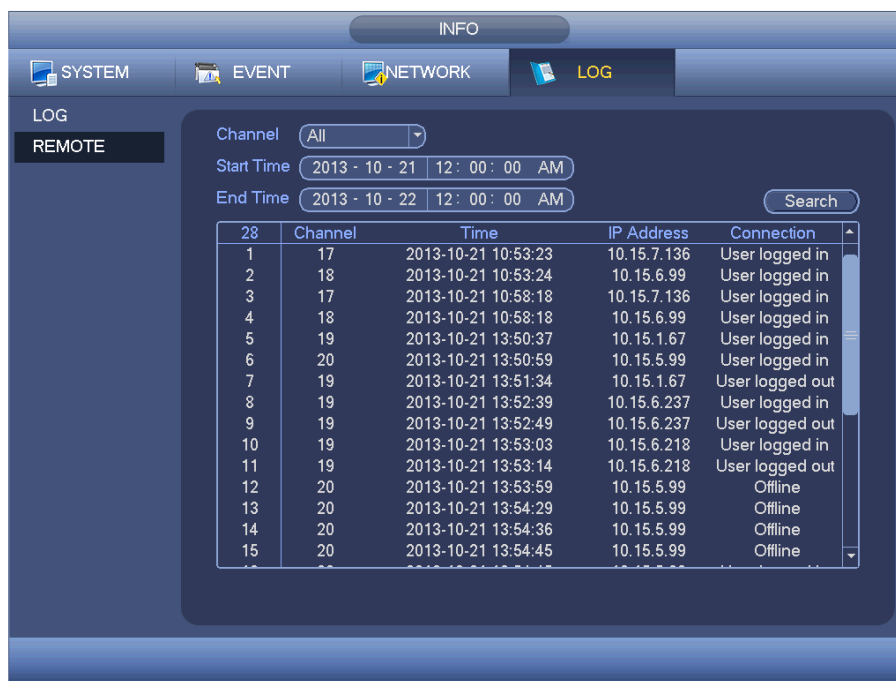 INFO
SYSTEM EVENT NETWORK LOG
LOG
REMOTE
Channel All
Start Time 2013 - 10 - 21 12 : 00 : 00 AM
End Time 2013 - 10 - 22 12 : 00 : 00 AM
Search
28 Channel Time IP Address Connection
1 17 2013-10-21 10:53:23 10.15.7.136 User logged in
2 18 2013-10-21 10:53:24 10.15.6.99 User logged in
3 17 2013-10-21 10:58:18 10.15.7.136 User logged in
4 18 2013-10-21 10:58:18 10.15.6.99 User logged in
5 19 2013-10-21 13:50:37 10.15.1.67 User logged in
6 20 2013-10-21 13:50:59 10.15.5.99 User logged in
7 19 2013-10-21 13:51:34 10.15.1.67 User logged out
8 19 2013-10-21 13:52:39 10.15.6.237 User logged in
9 19 2013-10-21 13:52:49 10.15.6.237 User logged out
10 19 2013-10-21 13:53:03 10.15.6.218 User logged in
11 19 2013-10-21 13:53:14 10.15.6.218 User logged out
12 20 2013-10-21 13:53:59 10.15.5.99 Offline
13 20 2013-10-21 13:54:29 10.15.5.99 Offline
14 20 2013-10-21 13:54:36 10.15.5.99 Offline
15 20 2013-10-21 13:54:45 10.15.5.99 Offline